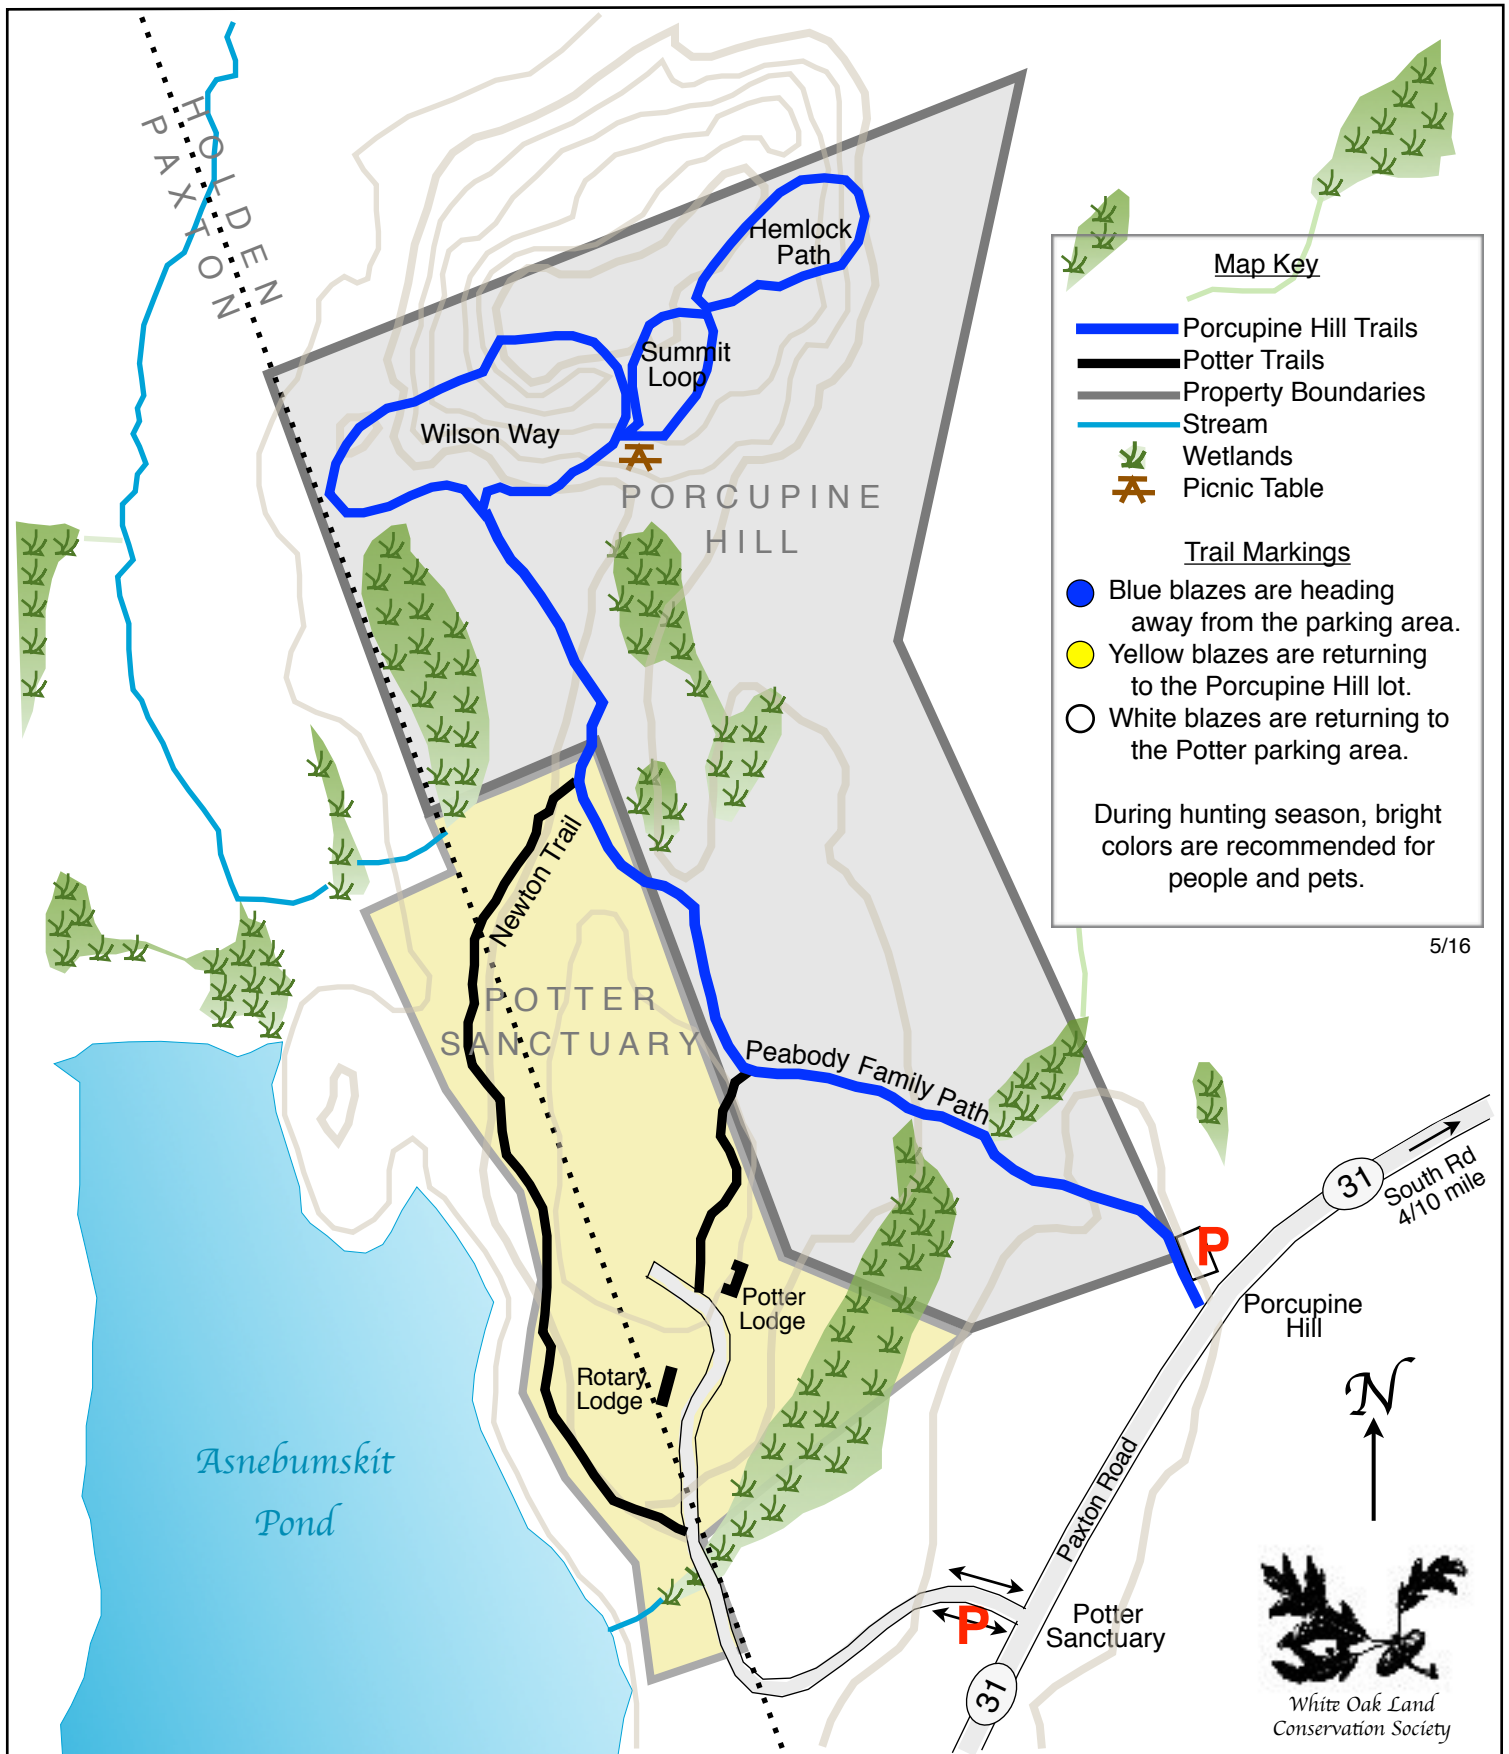 HOLDEN
PAXTON
Hemlock
Path
Summit
Loop
Wilson Way
PORCUPINE
HILL
Map Key
Porcupine Hill Trails
Potter Trails
Property Boundaries
Stream
Wetlands
Picnic Table
Trail Markings
Blue blazes are heading
away from the parking area.
Yellow blazes are returning
to the Porcupine Hill lot.
White blazes are returning to
the Potter parking area.
During hunting season, bright
colors are recommended for
people and pets.
5/16
Newton Trail
POTTER
SANCTUARY
Peabody Family Path
31
South Rd
4/10 mile
P
Porcupine
Hill
Potter
Lodge
Rotary
Lodge
N
Asnebumskit
Pond
Paxton Road
P
Potter
Sanctuary
31
White Oak Land
Conservation Society